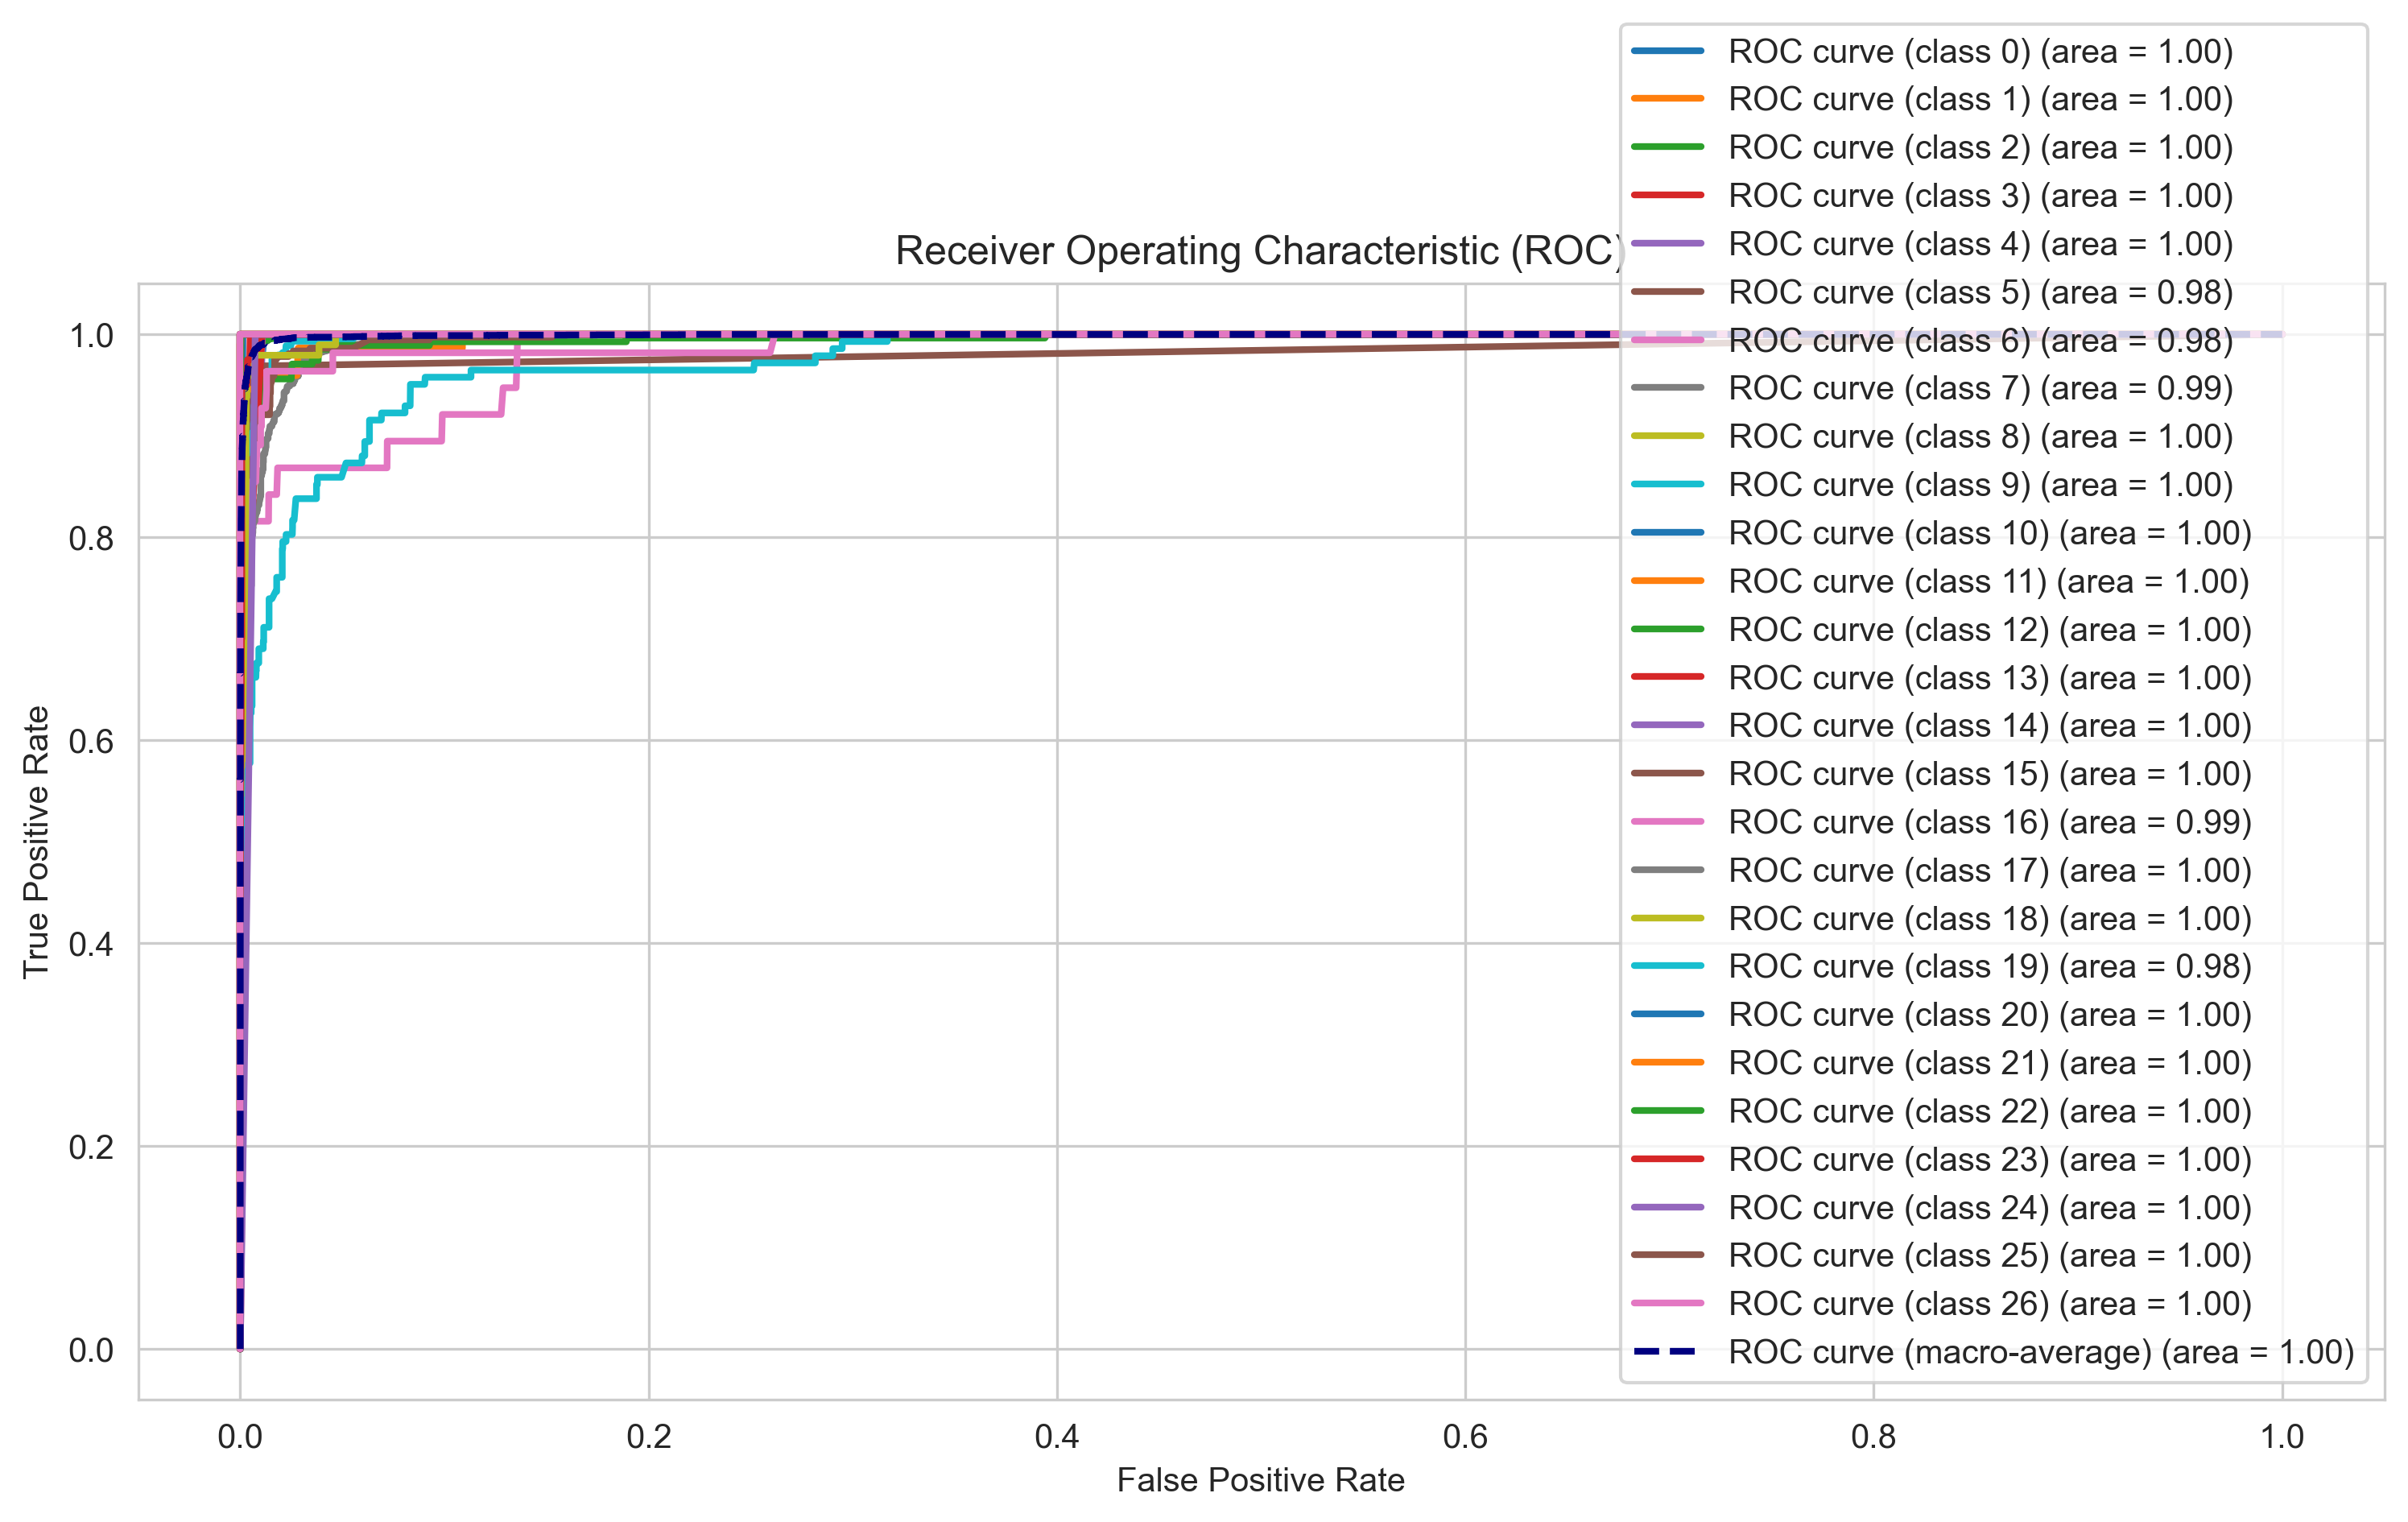 Receiver Operating Characteristic (ROC)
ROC curve (class 0) (area = 1.00)
ROC curve (class 1) (area = 1.00)
ROC curve (class 2) (area = 1.00)
ROC curve (class 3) (area = 1.00)
ROC curve (class 4) (area = 1.00)
ROC curve (class 5) (area = 0.98)
ROC curve (class 6) (area = 0.98)
ROC curve (class 7) (area = 0.99)
ROC curve (class 8) (area = 1.00)
ROC curve (class 9) (area = 1.00)
ROC curve (class 10) (area = 1.00)
ROC curve (class 11) (area = 1.00)
ROC curve (class 12) (area = 1.00)
ROC curve (class 13) (area = 1.00)
ROC curve (class 14) (area = 1.00)
ROC curve (class 15) (area = 1.00)
ROC curve (class 16) (area = 0.99)
ROC curve (class 17) (area = 1.00)
ROC curve (class 18) (area = 1.00)
ROC curve (class 19) (area = 0.98)
ROC curve (class 20) (area = 1.00)
ROC curve (class 21) (area = 1.00)
ROC curve (class 22) (area = 1.00)
ROC curve (class 23) (area = 1.00)
ROC curve (class 24) (area = 1.00)
ROC curve (class 25) (area = 1.00)
ROC curve (class 26) (area = 1.00)
ROC curve (macro-average) (area = 1.00)
True Positive Rate
1.0
0.8
0.6
0.4
0.2
0.0
0.0 0.2 0.4 0.6 0.8 1.0
False Positive Rate